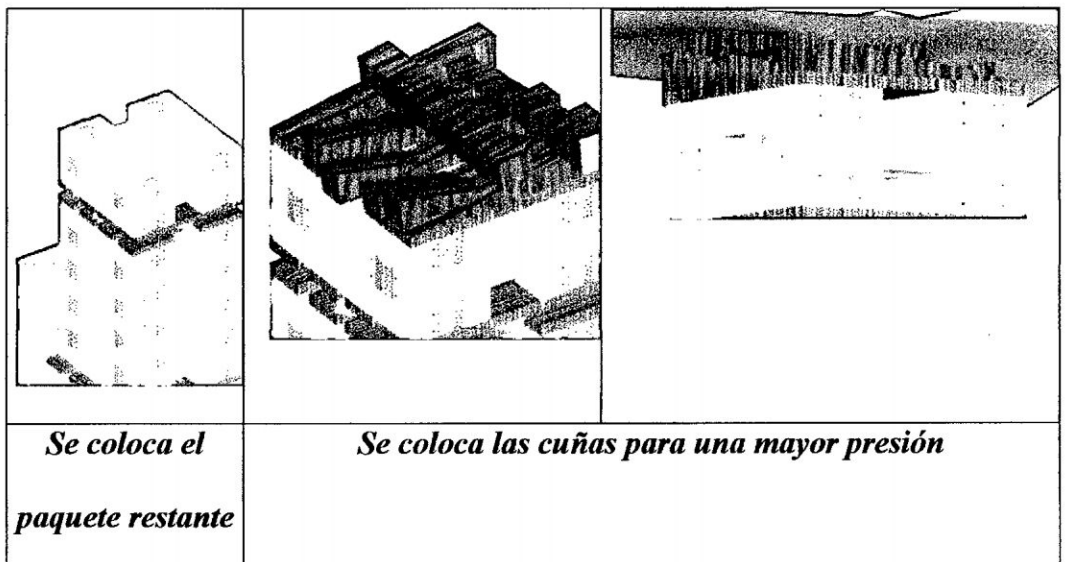 Se coloca el
paquete restante
Se coloca las cuñas para una mayor presión